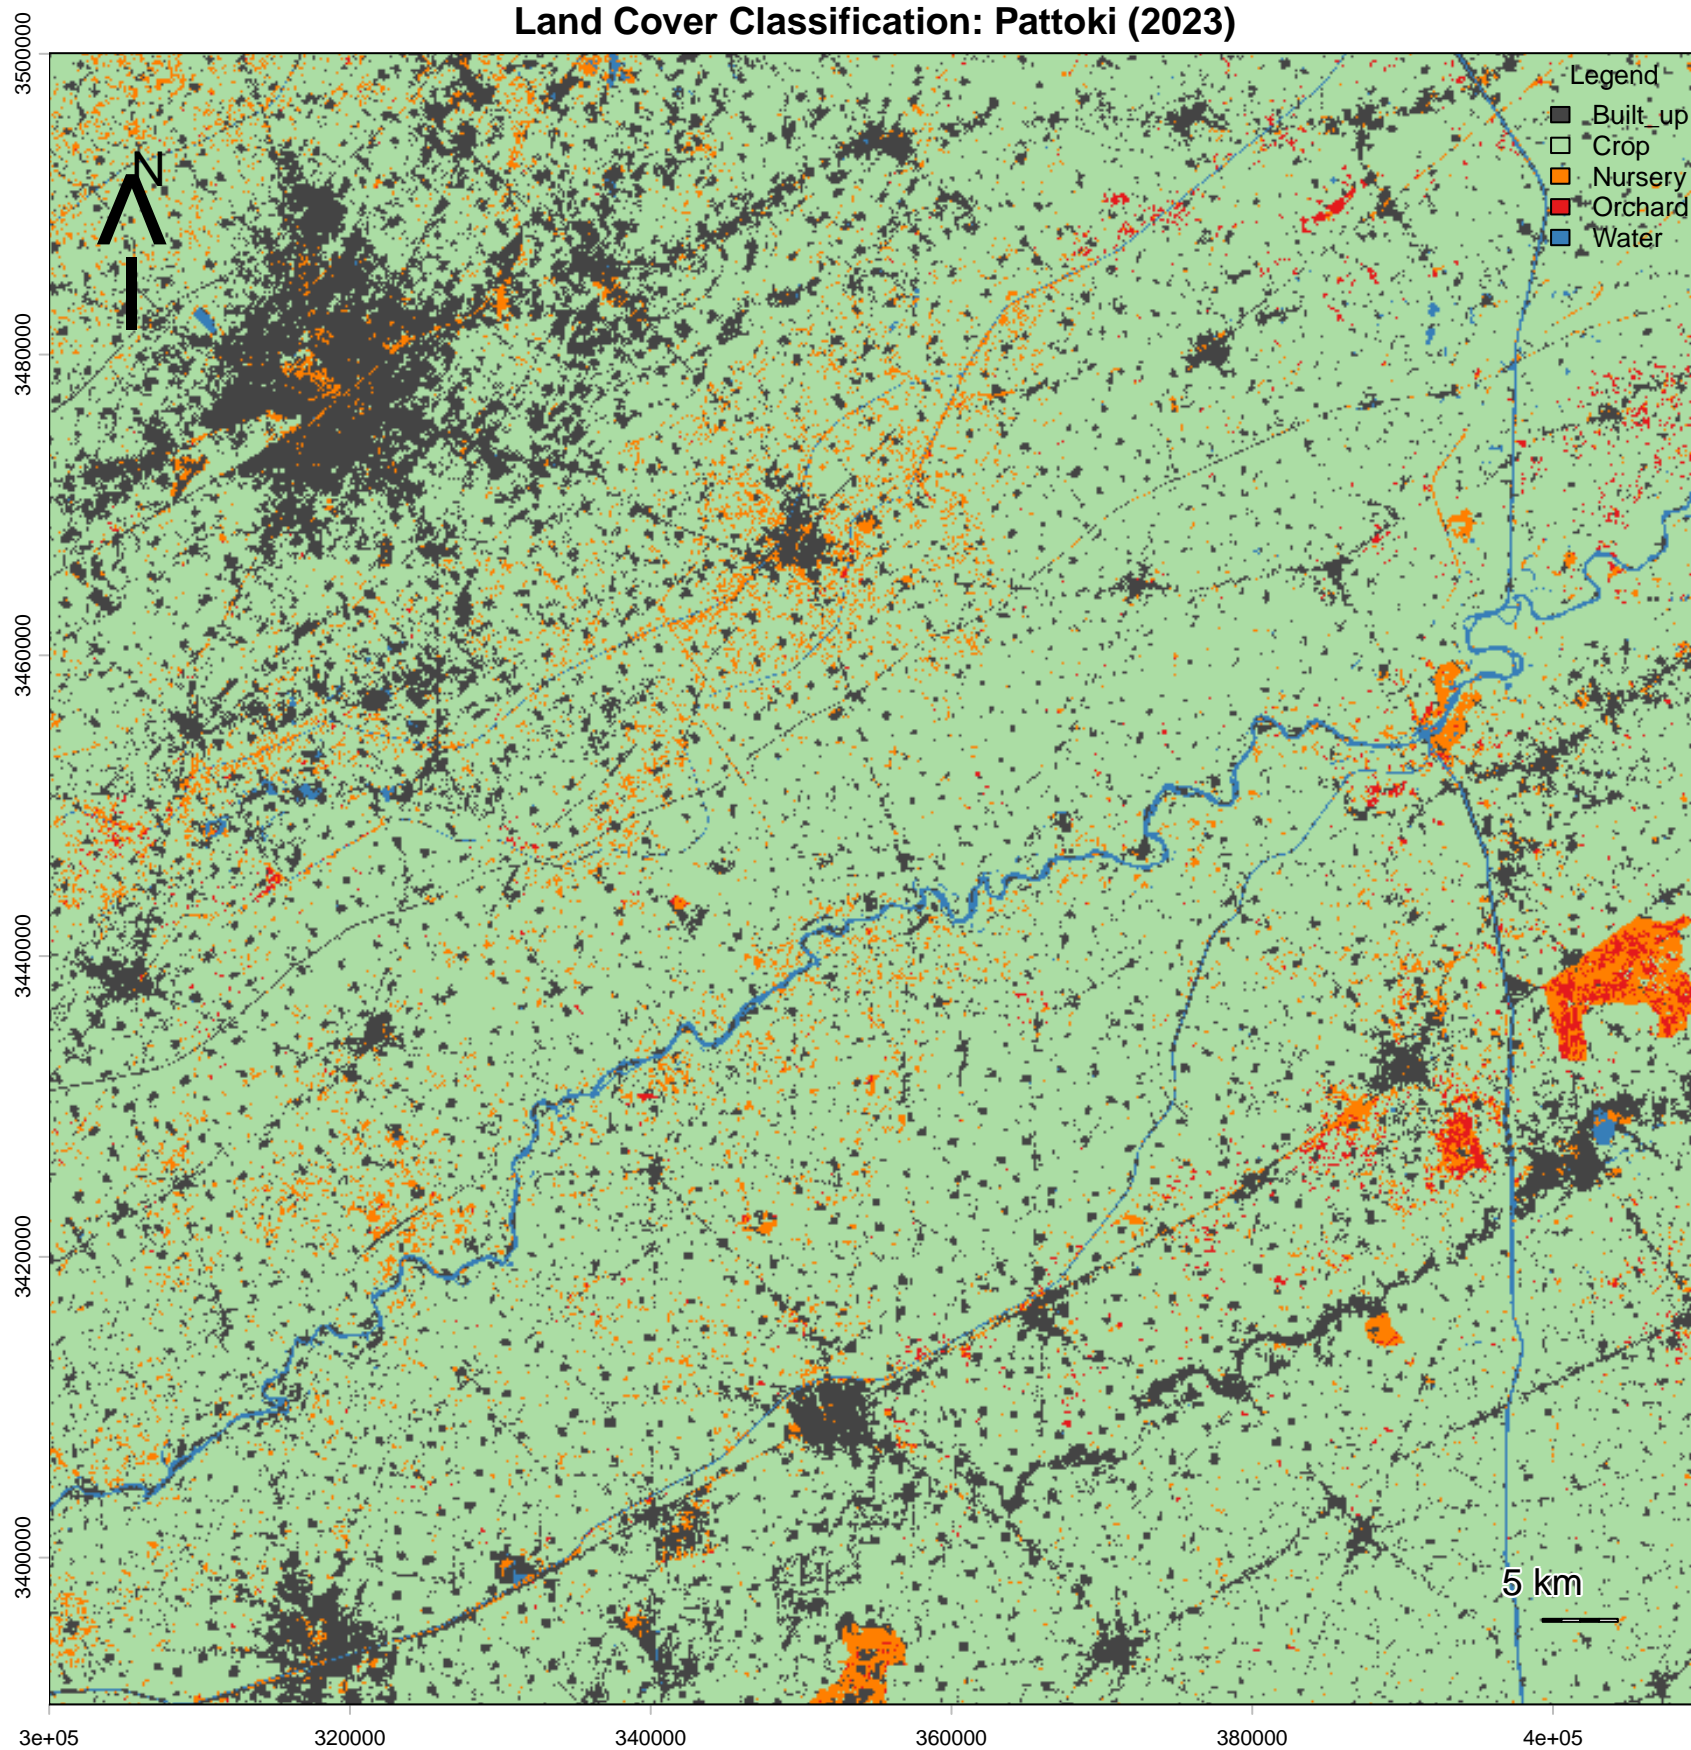 Land Cover Classification: Pattoki (2023)
3500000
3480000
3460000
3440000
3420000
3400000
N
Legend
Built_up
Crop
Nursery
Orchard
Water
5 km
3e+05
320000
340000
360000
380000
4e+05